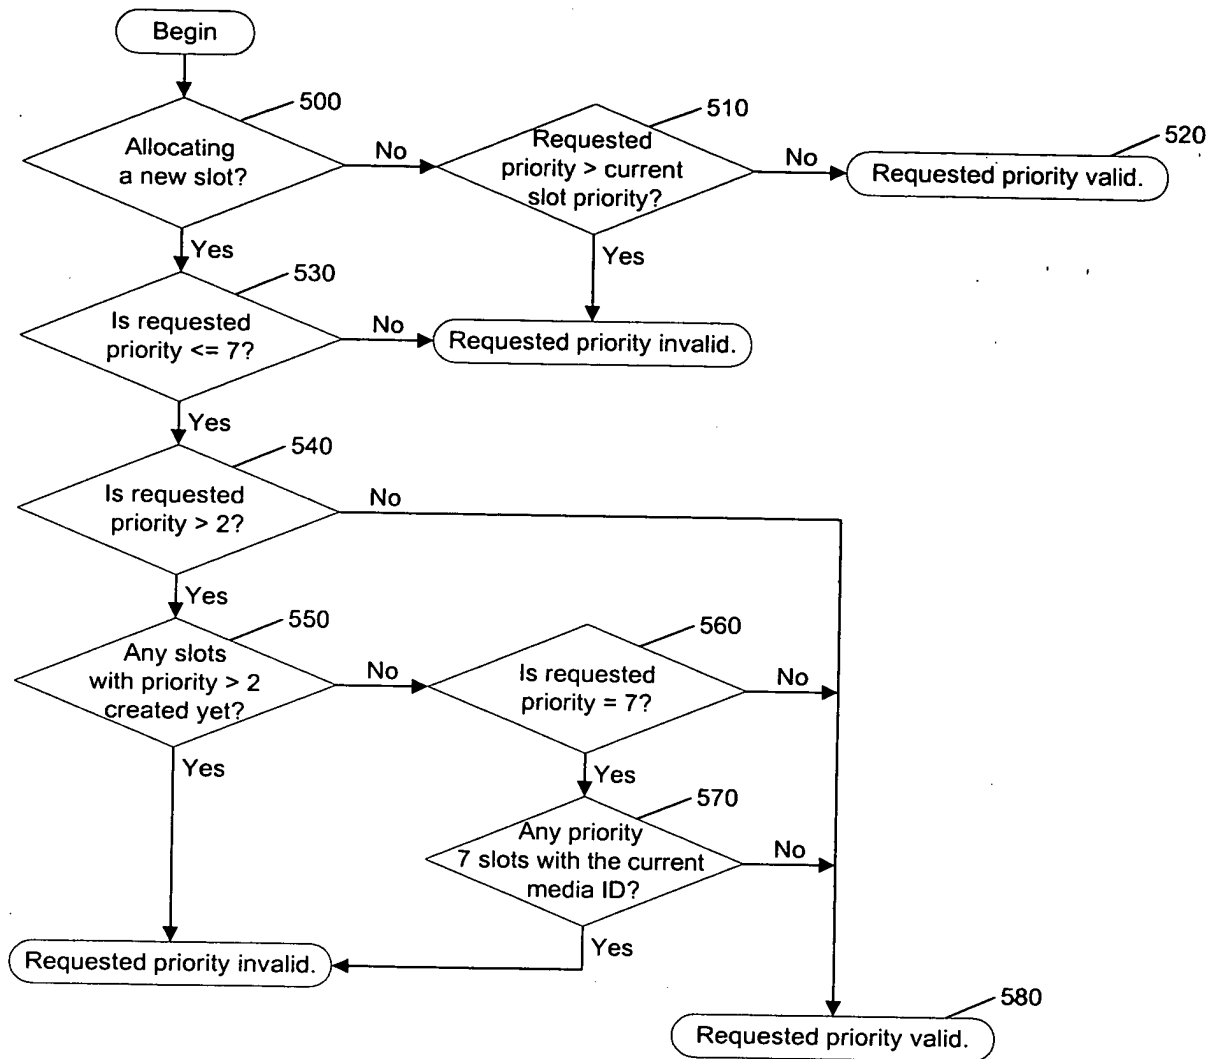 Begin
500
Allocating
a new slot?
No
510
Requested
priority > current
slot priority?
No
520
Requested priority valid.
Yes
Yes
530
Is requested
priority <= 7?
No
Requested priority invalid.
Yes
540
Is requested
priority > 2?
No
Yes
550
Any slots
with priority > 2
created yet?
No
560
Is requested
priority = 7?
No
Yes
Yes
570
Any priority
7 slots with the current
media ID?
No
Yes
Requested priority invalid.
580
Requested priority valid.